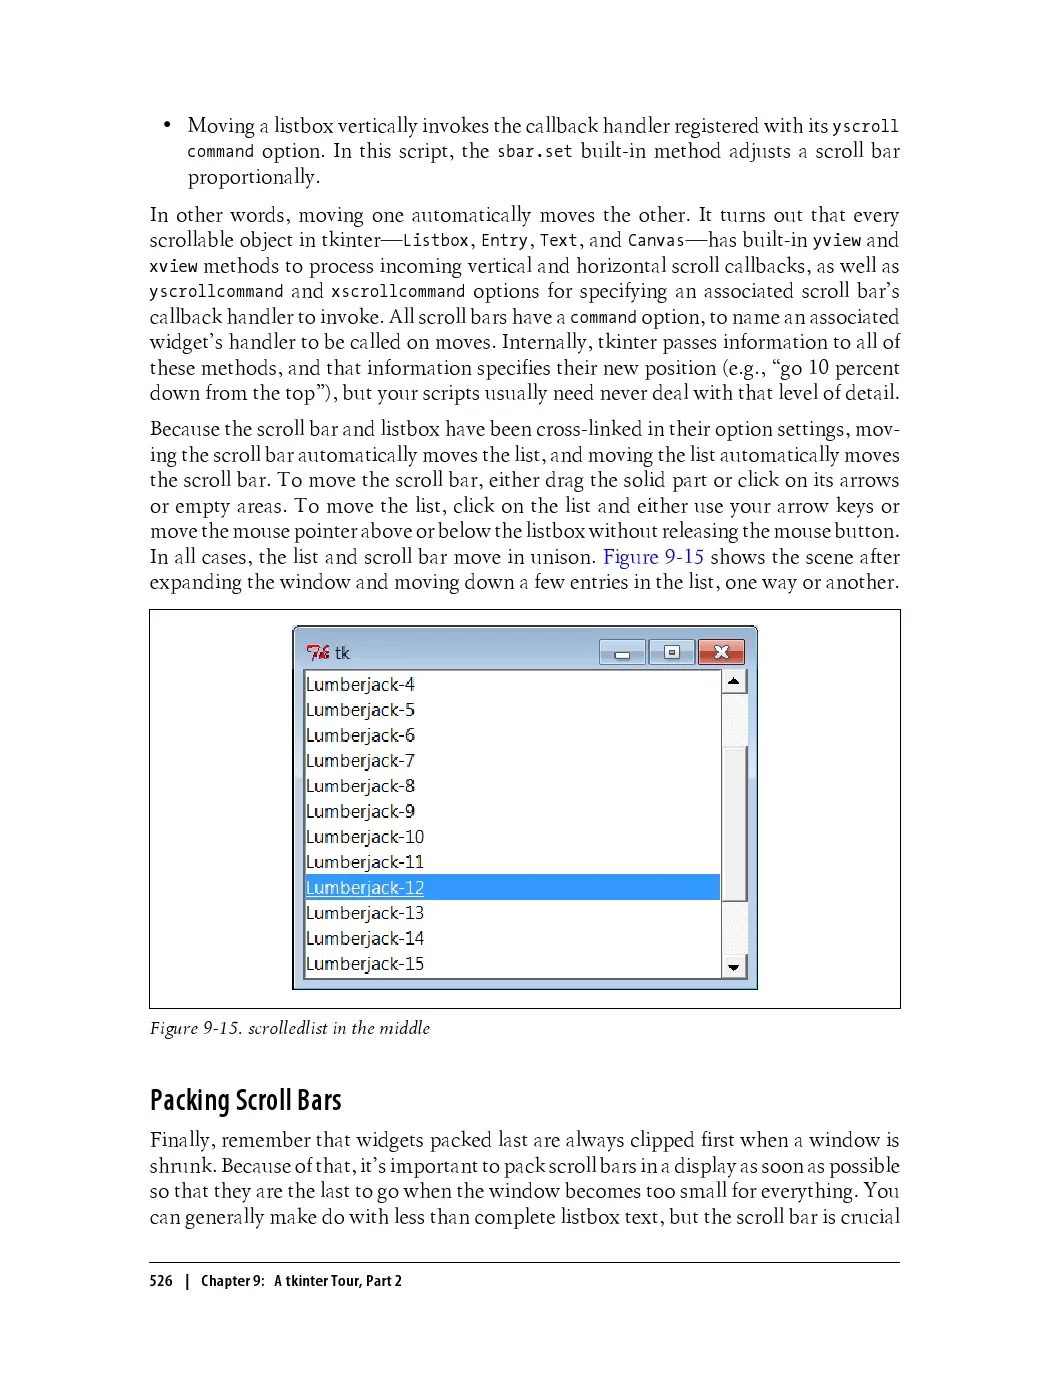 • Moving a listbox vertically invokes the callback handler registered with its yscroll
command option. In this script, the sbar.set built-in method adjusts a scroll bar
proportionally.
In other words, moving one automatically moves the other. It turns out that every
scrollable object in tkinter—Listbox, Entry, Text, and Canvas—has built-in yview and
xview methods to process incoming vertical and horizontal scroll callbacks, as well as
yscrollcommand and xscrollcommand options for specifying an associated scroll bar’s
callback handler to invoke. All scroll bars have a command option, to name an associated
widget’s handler to be called on moves. Internally, tkinter passes information to all of
these methods, and that information specifies their new position (e.g., “go 10 percent
down from the top”), but your scripts usually need never deal with that level of detail.
Because the scroll bar and listbox have been cross-linked in their option settings, mov-
ing the scroll bar automatically moves the list, and moving the list automatically moves
the scroll bar. To move the scroll bar, either drag the solid part or click on its arrows
or empty areas. To move the list, click on the list and either use your arrow keys or
move the mouse pointer above or below the listbox without releasing the mouse button.
In all cases, the list and scroll bar move in unison. Figure 9-15 shows the scene after
expanding the window and moving down a few entries in the list, one way or another.
Tk tk
Lumberjack-4
Lumberjack-5
Lumberjack-6
Lumberjack-7
Lumberjack-8
Lumberjack-9
Lumberjack-10
Lumberjack-11
Lumberjack-12
Lumberjack-13
Lumberjack-14
Lumberjack-15
Figure 9-15. scrolledlist in the middle
Packing Scroll Bars
Finally, remember that widgets packed last are always clipped first when a window is
shrunk. Because of that, it’s important to pack scroll bars in a display as soon as possible
so that they are the last to go when the window becomes too small for everything. You
can generally make do with less than complete listbox text, but the scroll bar is crucial
526 | Chapter 9: A tkinter Tour, Part 2